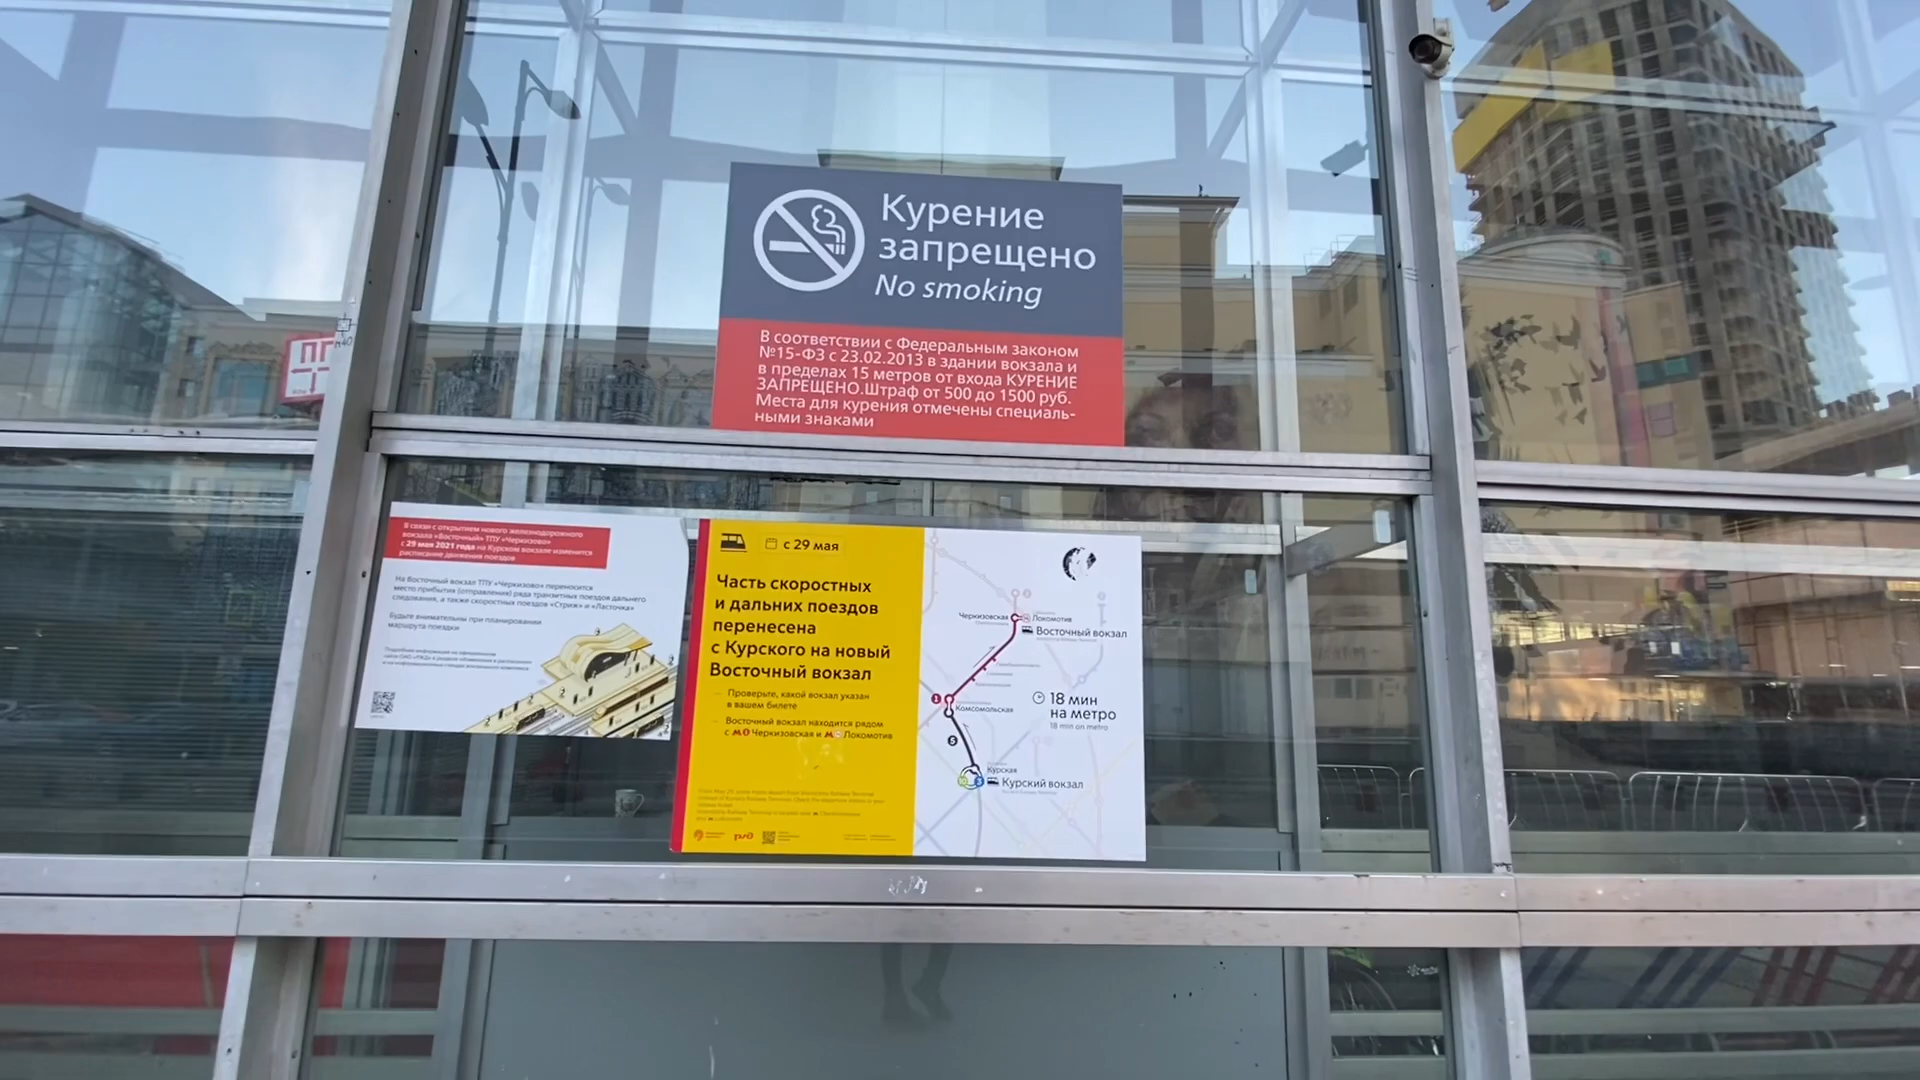 Курение
запрещено
No smoking
В соответствии с Федеральным законом
№15-ФЗ с 23.02.2013 в здании вокзала и
в пределах 15 метров от входа КУРЕНИЕ
ЗАПРЕЩЕНО.Штраф от 500 до 1500 руб.
Места для курения отмечены специаль-
ными знаками
В связи с открытием нового железнодорожного
вокзала «Восточный» ТПУ «Черкизово»
с 29 мая 2021 года на Курском вокзале изменится
расписание движения поездов
На Восточный вокзал ТПУ «Черкизово» переносится
место прибытия (отправления) ряда транзитных поездов дальнего
следования, а также скоростных поездов «Стриж» и «Ласточка»
Будьте внимательны при планировании
маршрута поездки
с 29 мая
Часть скоростных
и дальних поездов
перенесена
с Курского на новый
Восточный вокзал
Проверьте, какой вокзал указан
в вашем билете
Восточный вокзал находится рядом
с М 1 Черкизовская и М Локомотив
ржд
Черкизовская
Локомотив
Восточный вокзал
1
Комсомольская
18 мин
на метро
18 min on metro
5
Курская
Курский вокзал